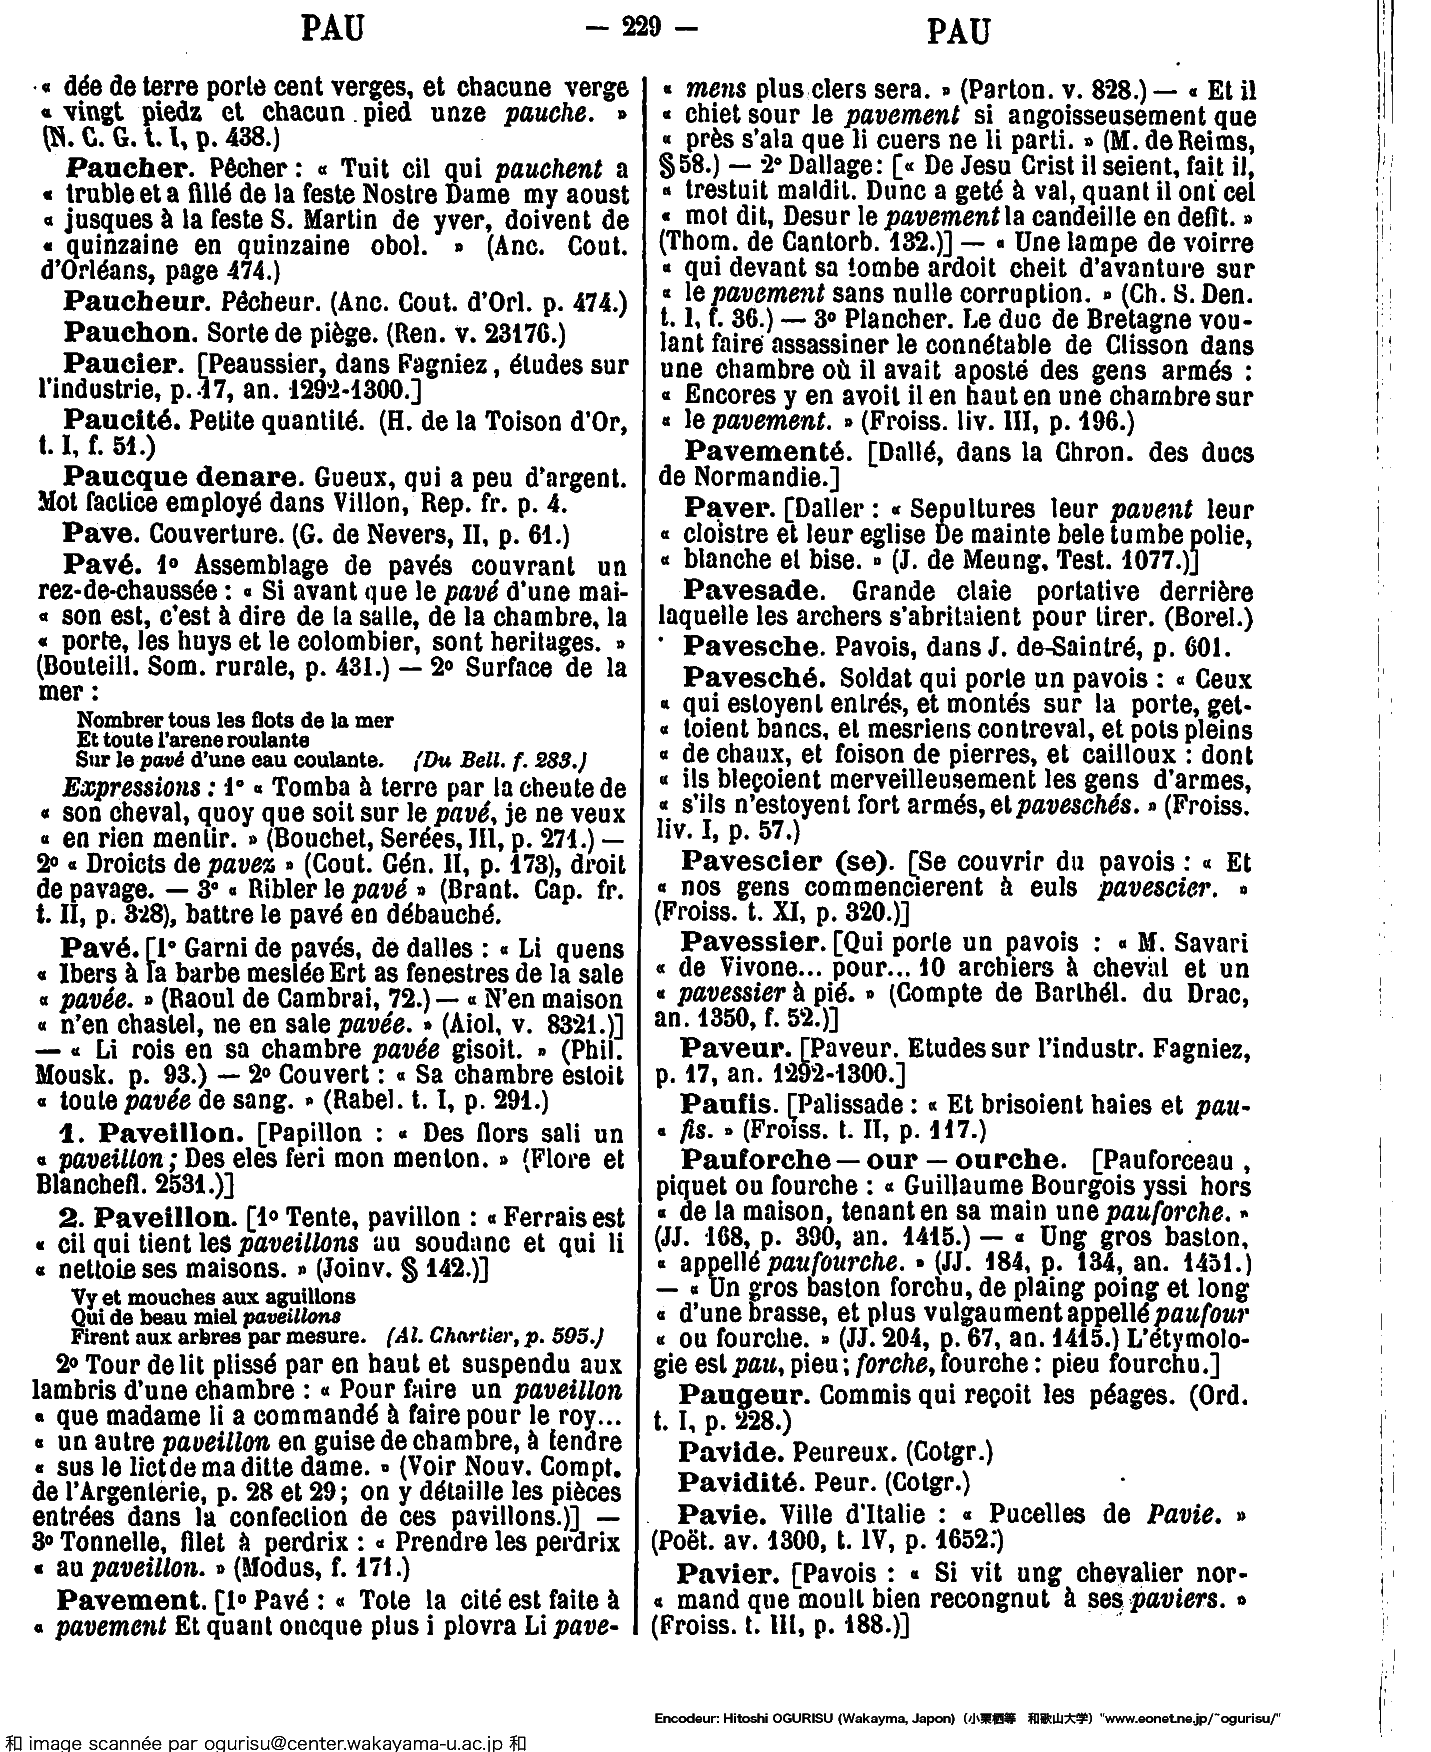 PAU — 229 — PAU
« dée de terre porte cent verges, et chacune verge
« vingt piedz et chacun pied unze pauche. »
(N. C. G. t. I, p. 438.)
Paucher. Pêcher : « Tuit cil qui pauchent a
« truble et a fillé de la feste Nostre Dame my aoust
« jusques à la feste S. Martin de yver, doivent de
« quinzaine en quinzaine obol. » (Anc. Cout.
d'Orléans, page 474.)
Paucheur. Pêcheur. (Anc. Cout. d'Orl. p. 474.)
Pauchon. Sorte de piège. (Ren. v. 23176.)
Paucier. [Peaussier, dans Fagniez, études sur
l'industrie, p. 17, an. 1292-1300.]
Paucité. Petite quantité. (H. de la Toison d'Or,
t. I, f. 51.)
Paucque denare. Gueux, qui a peu d'argent.
Mot factice employé dans Villon, Rep. fr. p. 4.
Pave. Couverture. (G. de Nevers, II, p. 61.)
Pavé. 1º Assemblage de pavés couvrant un
rez-de-chaussée : « Si avant que le pavé d'une mai-
« son est, c'est à dire de la salle, de la chambre, la
« porte, les huys et le colombier, sont heritages. »
(Bouteill. Som. rurale, p. 431.) — 2º Surface de la
mer :
Nombrer tous les flots de la mer
Et toute l'arene roulante
Sur le pavé d'une eau coulante. (Du Bell. f. 283.)
Expressions : 1º « Tomba à terre par la cheute de
« son cheval, quoy que soit sur le pavé, je ne veux
« en rien mentir. » (Bouchet, Serées, III, p. 271.) —
2º « Droicts de pavez » (Cout. Gén. II, p. 173), droit
de pavage. — 3º « Ribler le pavé » (Brant. Cap. fr.
t. II, p. 328), battre le pavé en débauché.
Pavé. [1º Garni de pavés, de dalles : « Li quens
« Ibers à la barbe meslée Ert as fenestres de la sale
« pavée. » (Raoul de Cambrai, 72.) — « N'en maison
« n'en chastel, ne en sale pavée. » (Aiol, v. 8321.)]
— « Li rois en sa chambre pavée gisoit. » (Phil.
Mousk. p. 93.) — 2º Couvert : « Sa chambre estoit
« toute pavée de sang. » (Rabel. t. I, p. 291.)
1. Paveillon. [Papillon : « Des flors sali un
« paveillon ; Des eles feri mon menton. » (Flore et
Blanchefl. 2531.)]
2. Paveillon. [1º Tente, pavillon : « Ferrais est
« cil qui tient les paveillons au soudanc et qui li
« nettoie ses maisons. » (Joinv. § 142.)]
Vy et mouches aux aguillons
Qui de beau miel paveillons
Firent aux arbres par mesure. (Al. Chartier, p. 595.)
2º Tour de lit plissé par en haut et suspendu aux
lambris d'une chambre : « Pour faire un paveillon
« que madame li a commandé à faire pour le roy...
« un autre paveillon en guise de chambre, à tendre
« sus le lict de ma ditte dame. » (Voir Nouv. Compt.
de l'Argenterie, p. 28 et 29 ; on y détaille les pièces
entrées dans la confection de ces pavillons.)] —
3º Tonnelle, filet à perdrix : « Prendre les perdrix
« au paveillon. » (Modus, f. 171.)
Pavement. [1º Pavé : « Tote la cité est faite à
« pavement Et quant oncque plus i plovra Li pave-
« mens plus clers sera. » (Parton. v. 828.) — « Et il
« chiet sour le pavement si angoisseusement que
« près s'ala que li cuers ne li parti. » (M. de Reims,
§ 58.) — 2º Dallage : [« De Jesu Crist il seient, fait il,
« trestuit maldit. Dunc a geté à val, quant il ont cel
« mot dit, Desur le pavement la candeille en defit. »
(Thom. de Cantorb. 132.)] — « Une lampe de voirre
« qui devant sa tombe ardoit cheit d'avanture sur
« le pavement sans nulle corruption. » (Ch. S. Den.
t. I, f. 36.) — 3º Plancher. Le duc de Bretagne vou-
lant faire assassiner le connétable de Clisson dans
une chambre où il avait aposté des gens armés :
« Encores y en avoit il en haut en une chambre sur
« le pavement. » (Froiss. liv. III, p. 196.)
Pavementé. [Dallé, dans la Chron. des ducs
de Normandie.]
Paver. [Daller : « Sepultures leur pavent leur
« cloistre et leur eglise De mainte bele tumbe polie,
« blanche et bise. » (J. de Meung, Test. 1077.)]
Pavesade. Grande claie portative derrière
laquelle les archers s'abritaient pour tirer. (Borel.)
Pavesche. Pavois, dans J. de Saintré, p. 601.
Pavesché. Soldat qui porte un pavois : « Ceux
« qui estoyent entrés, et montés sur la porte, get-
« toient bancs, et mesriens contreval, et pots pleins
« de chaux, et foison de pierres, et cailloux : dont
« ils bleçoient merveilleusement les gens d'armes,
« s'ils n'estoyent fort armés, et paveschés. » (Froiss.
liv. I, p. 57.)
Pavescier (se). [Se couvrir du pavois : « Et
« nos gens commencierent à euls pavescier. »
(Froiss. t. XI, p. 320.)]
Pavessier. [Qui porte un pavois : « M. Savari
« de Vivone... pour... 10 archiers à cheval et un
« pavessier à pié. » (Compte de Barthél. du Drac,
an. 1350, f. 52.)]
Paveur. [Paveur. Etudes sur l'industr. Fagniez,
p. 17, an. 1292-1300.]
Paufis. [Palissade : « Et brisoient haies et pau-
« fis. » (Froiss. t. II, p. 117.)
Pauforche — our — ourche. [Pauforceau,
piquet ou fourche : « Guillaume Bourgois yssi hors
« de la maison, tenant en sa main une pauforche. »
(JJ. 168, p. 390, an. 1415.) — « Ung gros baston,
« appellé paufourche. » (JJ. 184, p. 134, an. 1451.)
— « Un gros baston forchu, de plaing poing et long
« d'une brasse, et plus vulgaument appellé paufour
« ou fourche. » (JJ. 204, p. 67, an. 1415.) L'étymolo-
gie est pau, pieu ; forche, fourche : pieu fourchu.]
Paugeur. Commis qui reçoit les péages. (Ord.
t. I, p. 228.)
Pavide. Peureux. (Cotgr.)
Pavidité. Peur. (Cotgr.)
Pavie. Ville d'Italie : « Pucelles de Pavie. »
(Poët. av. 1300, t. IV, p. 1652.)
Pavier. [Pavois : « Si vit ung chevalier nor-
« mand que moult bien recongnut à ses paviers. »
(Froiss. t. III, p. 188.)]
Encodeur: Hitoshi OGURISU (Wakayma, Japon) (小栗栖等 和歌山大学) "www.eonet.ne.jp/~ogurisu/"
和 image scannée par ogurisu@center.wakayama-u.ac.jp 和